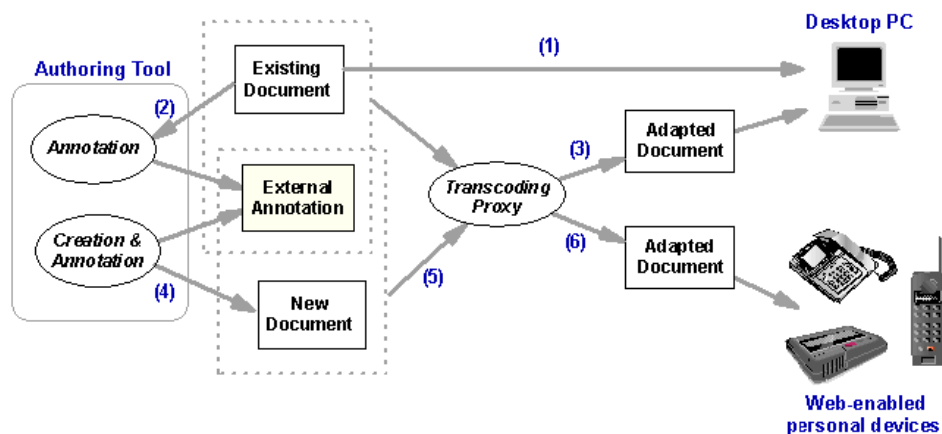 Desktop PC
(1)
Authoring Tool
Existing
Document
(2)
Annotation
Adapted
Document
(3)
External
Annotation
Transcoding
Proxy
Creation &
Annotation
(6)
Adapted
Document
(4)
(5)
New
Document
Web-enabled
personal devices